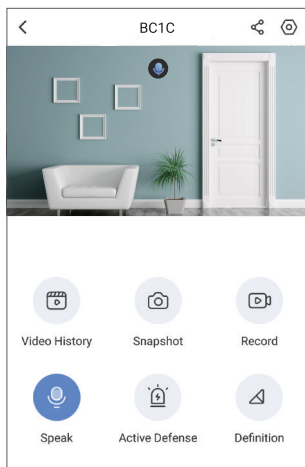 BC1C
Video History Snapshot Record
Speak Active Defense Definition